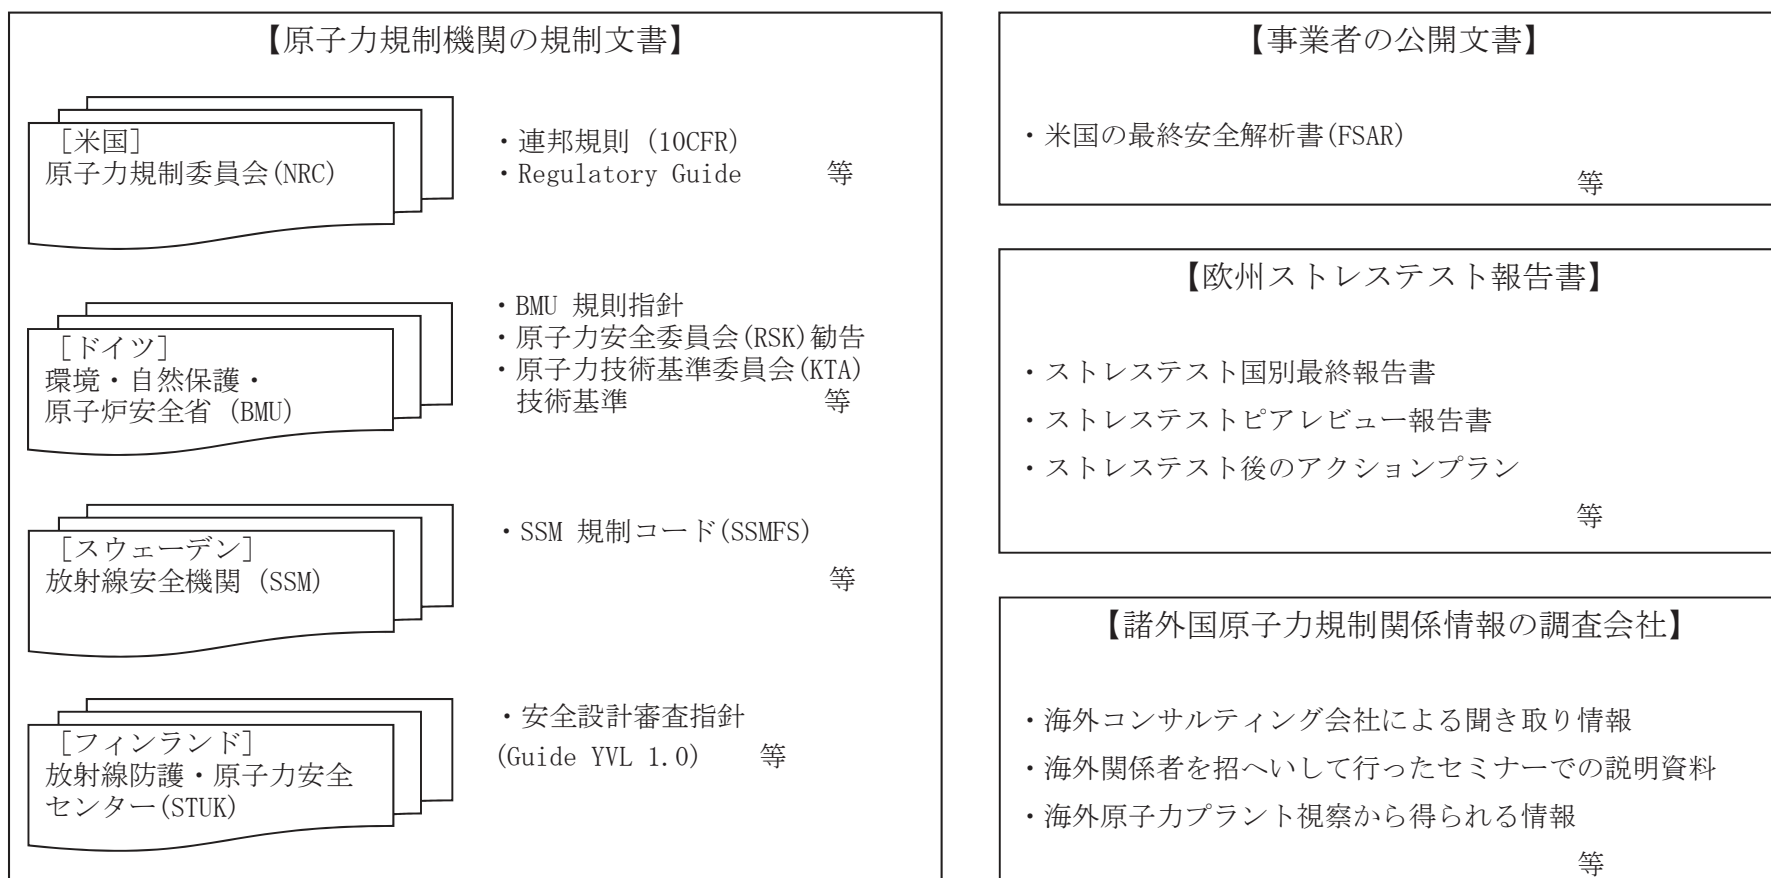 【原子力規制機関の規制文書】
［米国］
原子力規制委員会(NRC)
・連邦規則 (10CFR)
・Regulatory Guide 等
［ドイツ］
環境・自然保護・
原子炉安全省 (BMU)
・BMU 規則指針
・原子力安全委員会(RSK)勧告
・原子力技術基準委員会(KTA)
技術基準 等
［スウェーデン］
放射線安全機関 (SSM)
・SSM 規制コード(SSMFS)
等
［フィンランド］
放射線防護・原子力安全
センター(STUK)
・安全設計審査指針
(Guide YVL 1.0) 等
【事業者の公開文書】
・米国の最終安全解析書(FSAR)
等
【欧州ストレステスト報告書】
・ストレステスト国別最終報告書
・ストレステストピアレビュー報告書
・ストレステスト後のアクションプラン
等
【諸外国原子力規制関係情報の調査会社】
・海外コンサルティング会社による聞き取り情報
・海外関係者を招へいして行ったセミナーでの説明資料
・海外原子力プラント視察から得られる情報
等